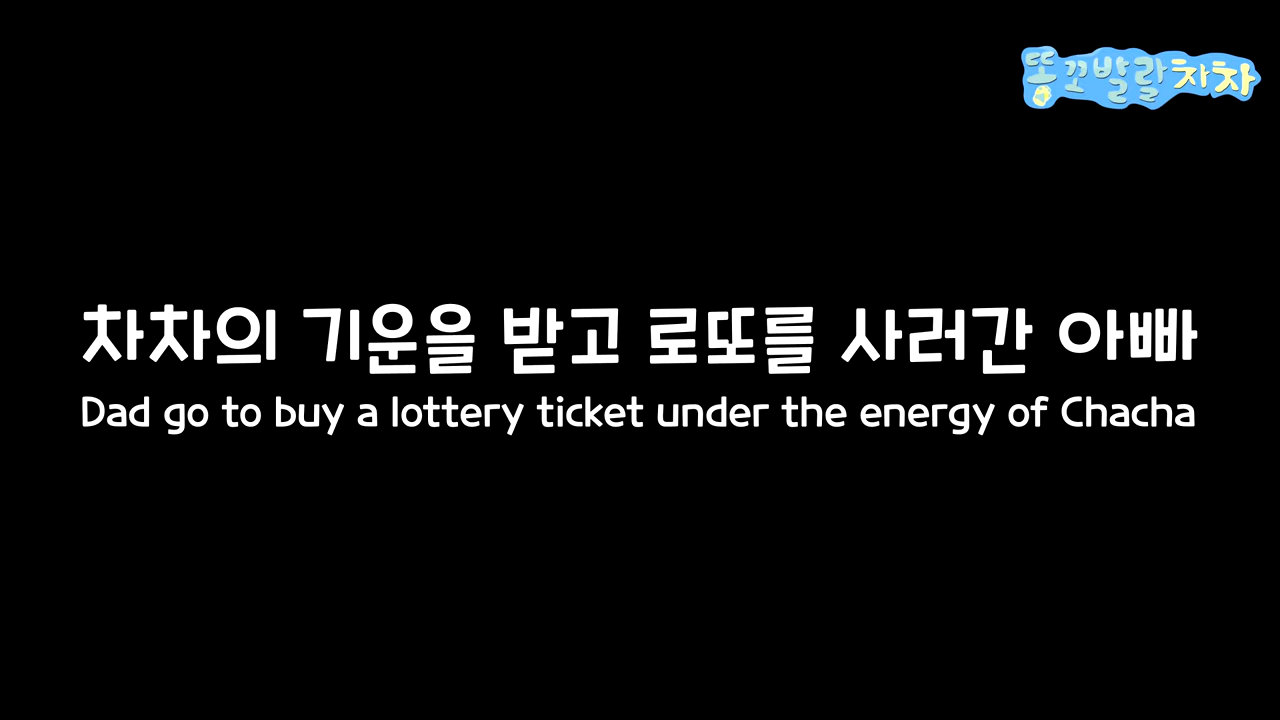 똥꼬발랄차차
차차의 기운을 받고 로또를 사러간 아빠
Dad go to buy a lottery ticket under the energy of Chacha